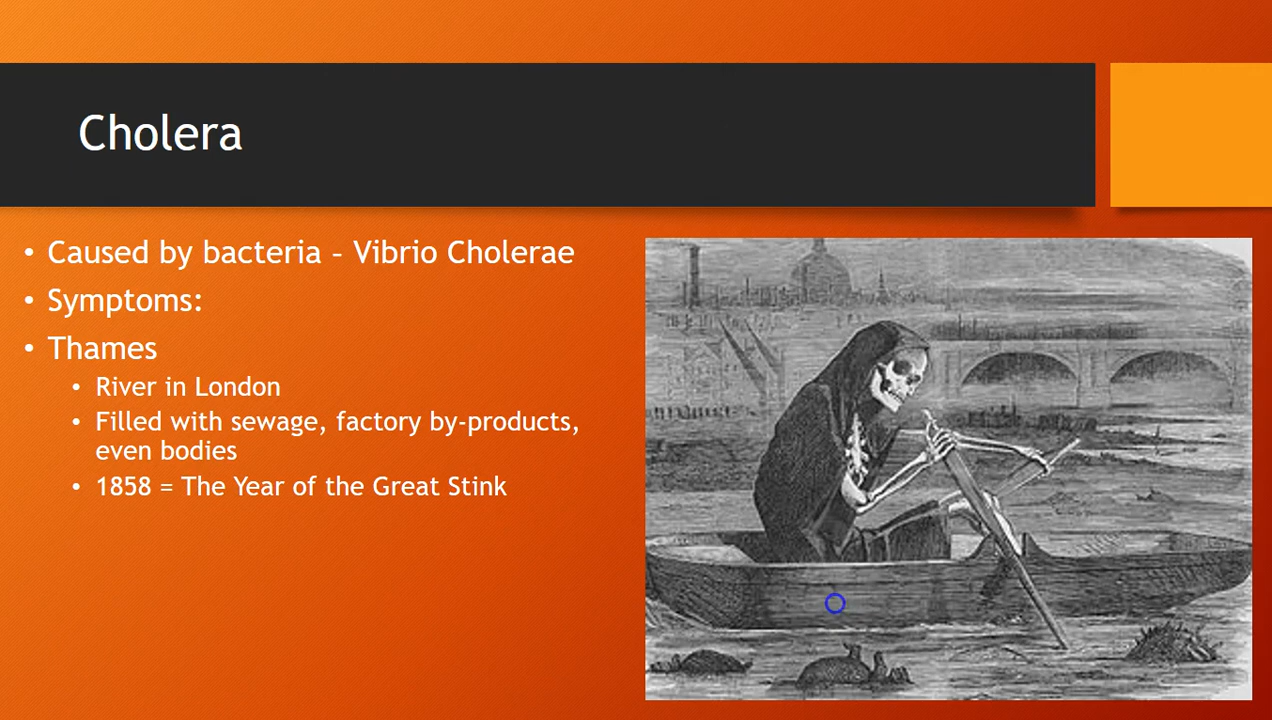 Cholera
• Caused by bacteria – Vibrio Cholerae
• Symptoms:
• Thames
• River in London
• Filled with sewage, factory by-products,
even bodies
• 1858 = The Year of the Great Stink